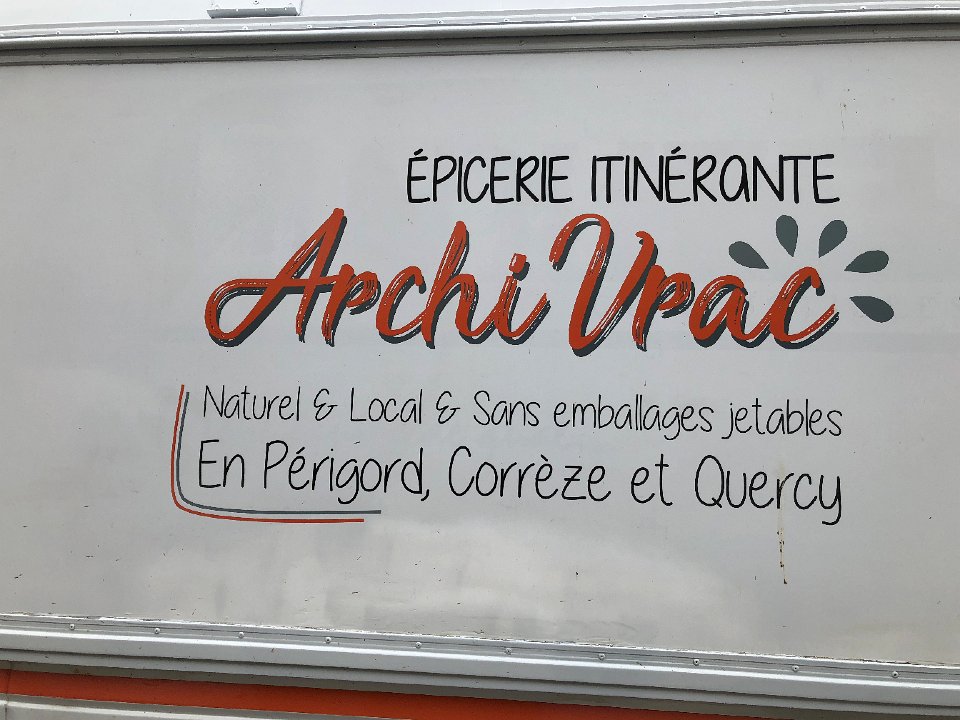 ÉPICERIE ITINÉRANTE
Archi Vrac
Naturel & Local & Sans emballages jetables
En Périgord, Corrèze et Quercy